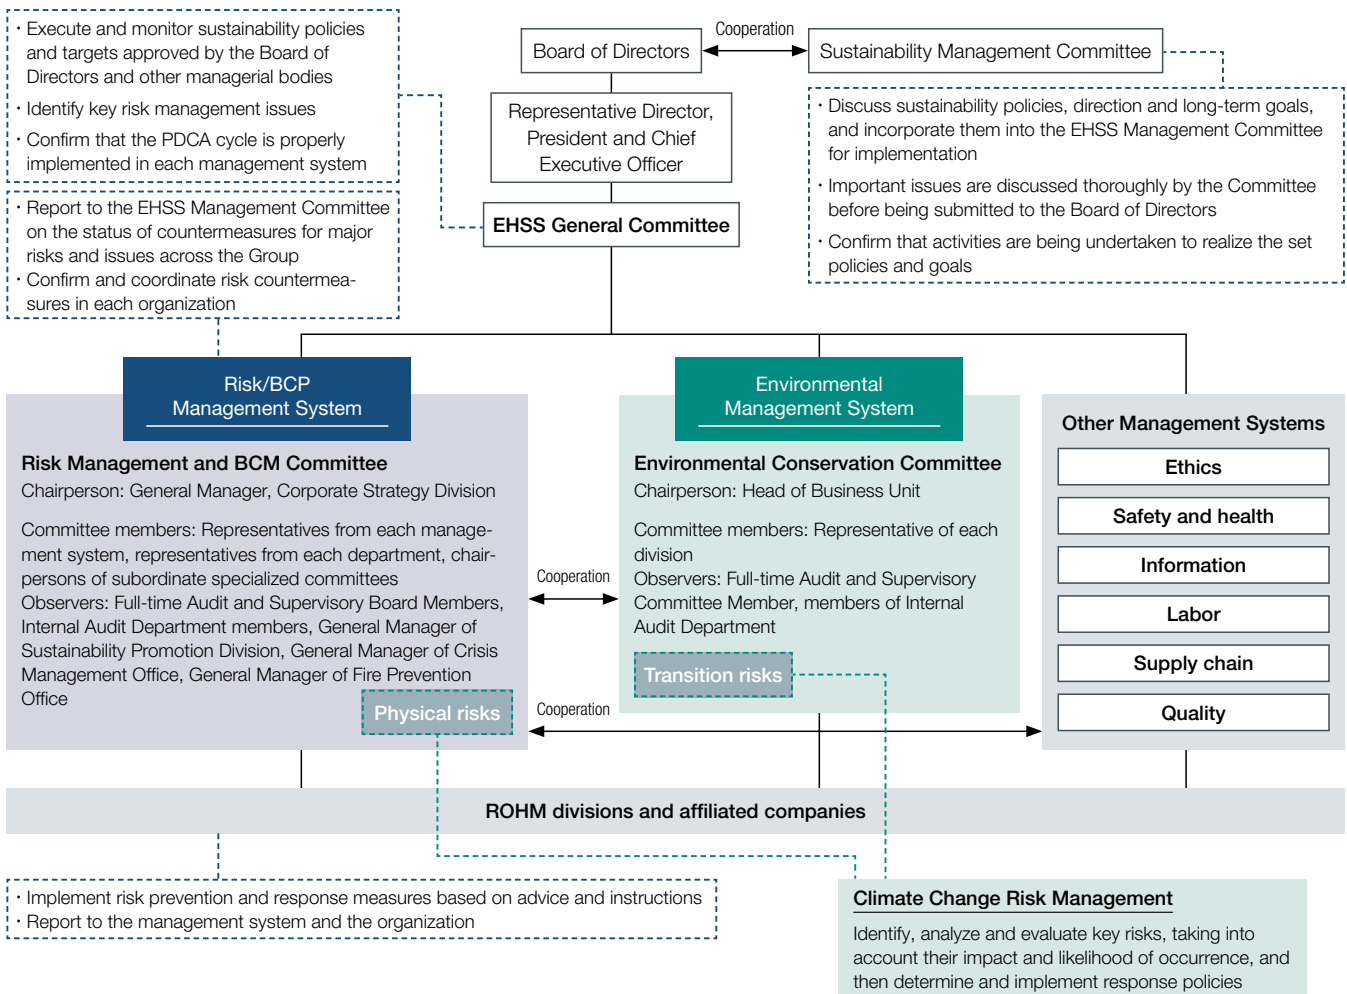 · Execute and monitor sustainability policies
and targets approved by the Board of
Directors and other managerial bodies
· Identify key risk management issues
· Confirm that the PDCA cycle is properly
implemented in each management system
· Report to the EHSS Management Committee
on the status of countermeasures for major
risks and issues across the Group
· Confirm and coordinate risk countermea-
sures in each organization
Board of Directors
Cooperation
Sustainability Management Committee
Representative Director,
President and Chief
Executive Officer
EHSS General Committee
· Discuss sustainability policies, direction and long-term goals,
and incorporate them into the EHSS Management Committee
for implementation
· Important issues are discussed thoroughly by the Committee
before being submitted to the Board of Directors
· Confirm that activities are being undertaken to realize the set
policies and goals
Risk/BCP
Management System
Risk Management and BCM Committee
Chairperson: General Manager, Corporate Strategy Division
Committee members: Representatives from each manage-
ment system, representatives from each department, chair-
persons of subordinate specialized committees
Observers: Full-time Audit and Supervisory Board Members,
Internal Audit Department members, General Manager of
Sustainability Promotion Division, General Manager of Crisis
Management Office, General Manager of Fire Prevention
Office
Physical risks
Cooperation
Cooperation
Environmental
Management System
Environmental Conservation Committee
Chairperson: Head of Business Unit
Committee members: Representative of each
division
Observers: Full-time Audit and Supervisory
Committee Member, members of Internal
Audit Department
Transition risks
Other Management Systems
Ethics
Safety and health
Information
Labor
Supply chain
Quality
ROHM divisions and affiliated companies
· Implement risk prevention and response measures based on advice and instructions
· Report to the management system and the organization
Climate Change Risk Management
Identify, analyze and evaluate key risks, taking into
account their impact and likelihood of occurrence, and
then determine and implement response policies